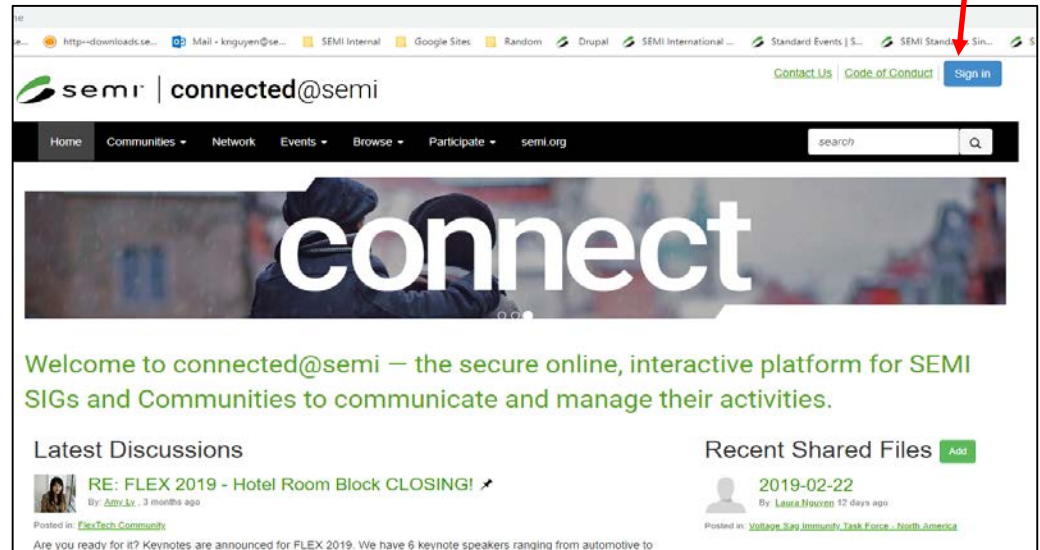 ne
se... http--downloads.se... Mail - knguyen@se... SEMI Internal Google Sites Random Drupal SEMI International ... Standard Events | S... SEMI Standards Sin... S
Contact Us Code of Conduct Sign in
semi | connected@semi
Home Communities Network Events Browse Participate semi.org search
connect
Welcome to connected@semi — the secure online, interactive platform for SEMI
SIGs and Communities to communicate and manage their activities.
Latest Discussions
RE: FLEX 2019 - Hotel Room Block CLOSING!
By: Amy Ly , 3 months ago
Posted in: FlexTech Community
Are you ready for it? Keynotes are announced for FLEX 2019. We have 6 keynote speakers ranging from automotive to
Recent Shared Files Add
2019-02-22
By: Laura Nguyen 12 days ago
Posted in: Voltage Sag Immunity Task Force - North America